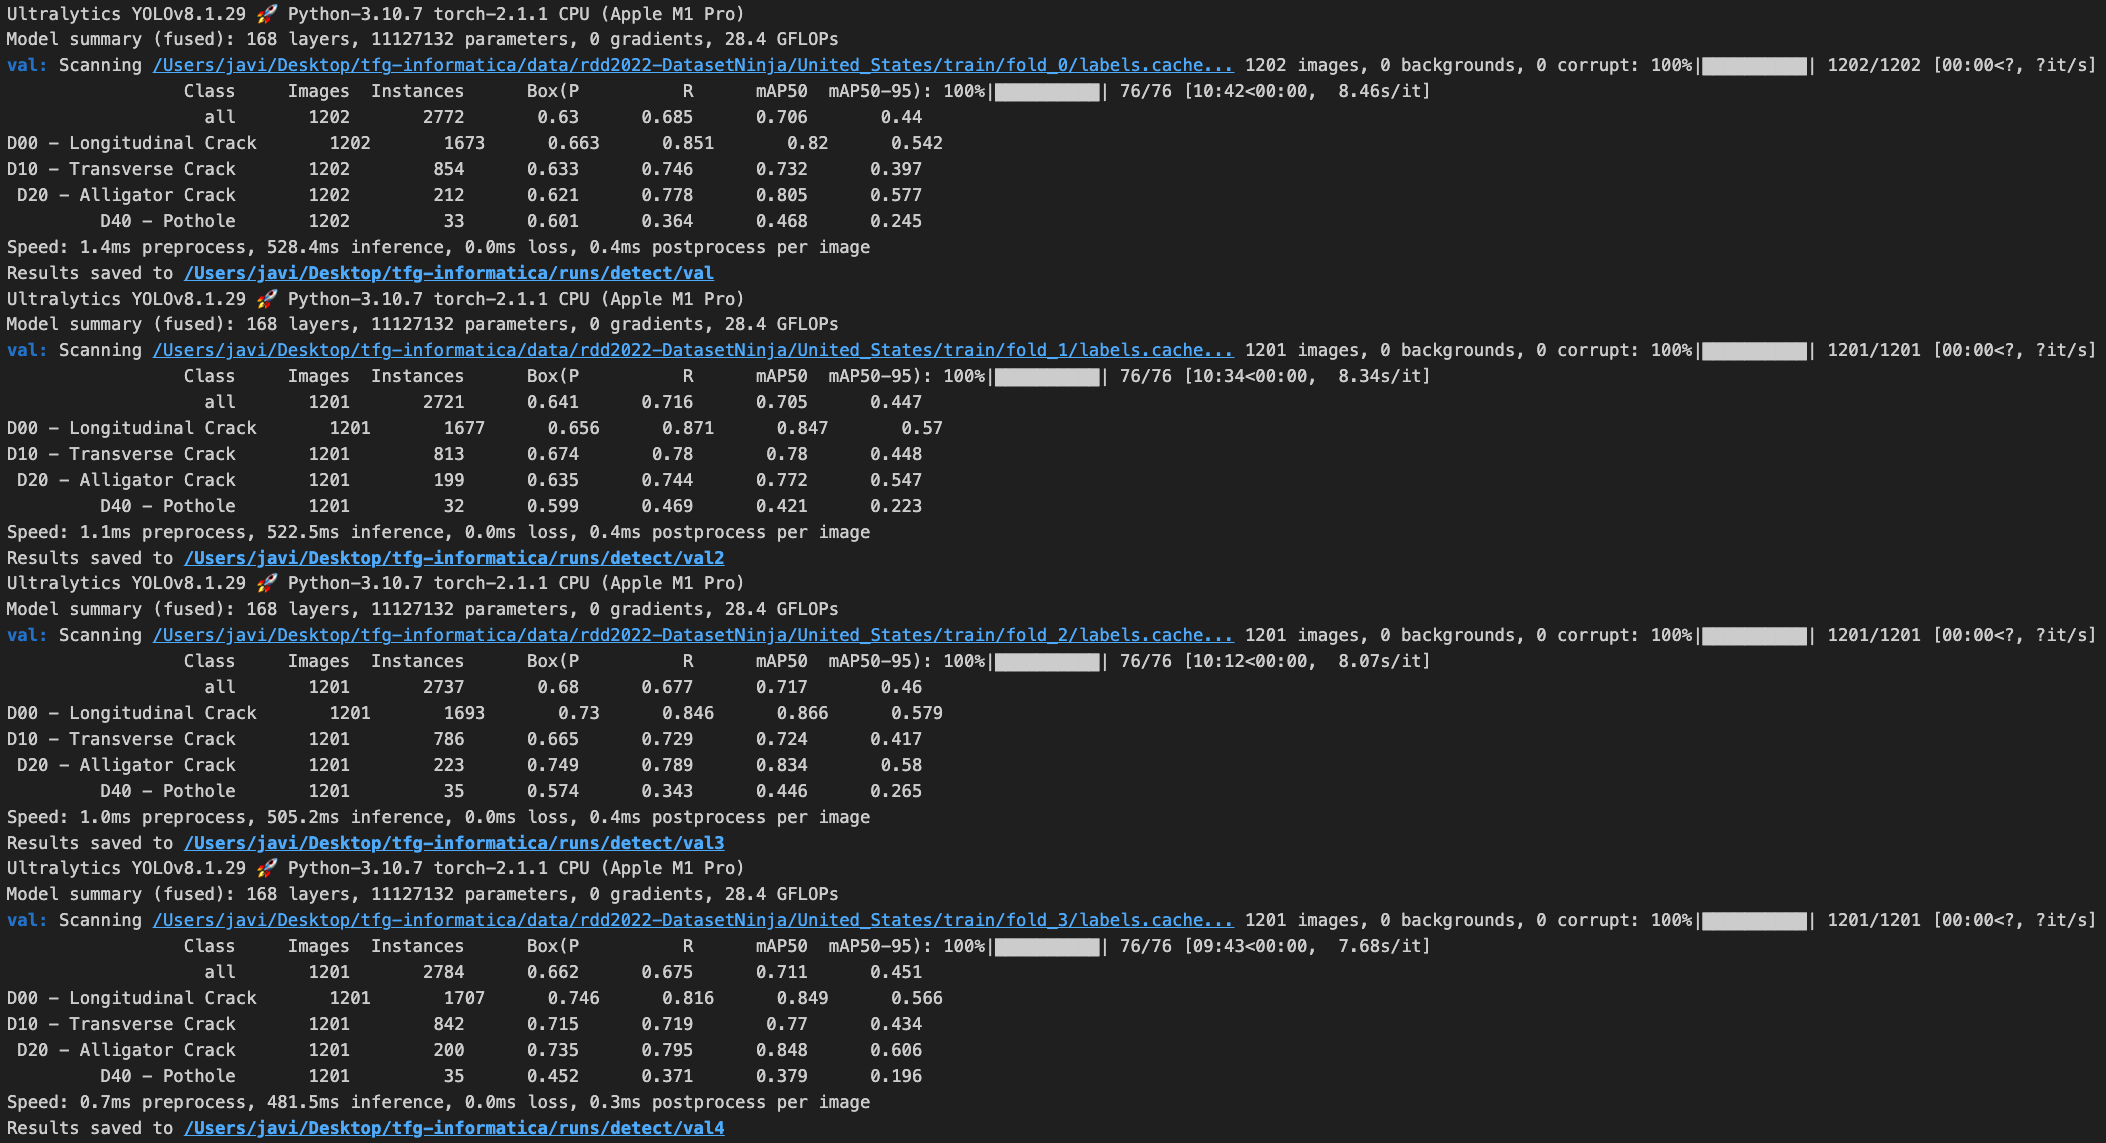 Ultralytics YOLOv8.1.29 🚀 Python-3.10.7 torch-2.1.1 CPU (Apple M1 Pro)
Model summary (fused): 168 layers, 11127132 parameters, 0 gradients, 28.4 GFLOPs
val: Scanning /Users/javi/Desktop/tfg-informatica/data/rdd2022-DatasetNinja/United_States/train/fold_0/labels.cache... 1202 images, 0 backgrounds, 0 corrupt: 100%|██████████| 1202/1202 [00:00<?, ?it/s]
Class Images Instances Box(P R mAP50 mAP50-95): 100%|██████████| 76/76 [10:42<00:00, 8.46s/it]
all 1202 2772 0.63 0.685 0.706 0.44
D00 - Longitudinal Crack 1202 1673 0.663 0.851 0.82 0.542
D10 - Transverse Crack 1202 854 0.633 0.746 0.732 0.397
D20 - Alligator Crack 1202 212 0.621 0.778 0.805 0.577
D40 - Pothole 1202 33 0.601 0.364 0.468 0.245
Speed: 1.4ms preprocess, 528.4ms inference, 0.0ms loss, 0.4ms postprocess per image
Results saved to /Users/javi/Desktop/tfg-informatica/runs/detect/val
Ultralytics YOLOv8.1.29 🚀 Python-3.10.7 torch-2.1.1 CPU (Apple M1 Pro)
Model summary (fused): 168 layers, 11127132 parameters, 0 gradients, 28.4 GFLOPs
val: Scanning /Users/javi/Desktop/tfg-informatica/data/rdd2022-DatasetNinja/United_States/train/fold_1/labels.cache... 1201 images, 0 backgrounds, 0 corrupt: 100%|██████████| 1201/1201 [00:00<?, ?it/s]
Class Images Instances Box(P R mAP50 mAP50-95): 100%|██████████| 76/76 [10:34<00:00, 8.34s/it]
all 1201 2721 0.641 0.716 0.705 0.447
D00 - Longitudinal Crack 1201 1677 0.656 0.871 0.847 0.57
D10 - Transverse Crack 1201 813 0.674 0.78 0.78 0.448
D20 - Alligator Crack 1201 199 0.635 0.744 0.772 0.547
D40 - Pothole 1201 32 0.599 0.469 0.421 0.223
Speed: 1.1ms preprocess, 522.5ms inference, 0.0ms loss, 0.4ms postprocess per image
Results saved to /Users/javi/Desktop/tfg-informatica/runs/detect/val2
Ultralytics YOLOv8.1.29 🚀 Python-3.10.7 torch-2.1.1 CPU (Apple M1 Pro)
Model summary (fused): 168 layers, 11127132 parameters, 0 gradients, 28.4 GFLOPs
val: Scanning /Users/javi/Desktop/tfg-informatica/data/rdd2022-DatasetNinja/United_States/train/fold_2/labels.cache... 1201 images, 0 backgrounds, 0 corrupt: 100%|██████████| 1201/1201 [00:00<?, ?it/s]
Class Images Instances Box(P R mAP50 mAP50-95): 100%|██████████| 76/76 [10:12<00:00, 8.07s/it]
all 1201 2737 0.68 0.677 0.717 0.46
D00 - Longitudinal Crack 1201 1693 0.73 0.846 0.866 0.579
D10 - Transverse Crack 1201 786 0.665 0.729 0.724 0.417
D20 - Alligator Crack 1201 223 0.749 0.789 0.834 0.58
D40 - Pothole 1201 35 0.574 0.343 0.446 0.265
Speed: 1.0ms preprocess, 505.2ms inference, 0.0ms loss, 0.4ms postprocess per image
Results saved to /Users/javi/Desktop/tfg-informatica/runs/detect/val3
Ultralytics YOLOv8.1.29 🚀 Python-3.10.7 torch-2.1.1 CPU (Apple M1 Pro)
Model summary (fused): 168 layers, 11127132 parameters, 0 gradients, 28.4 GFLOPs
val: Scanning /Users/javi/Desktop/tfg-informatica/data/rdd2022-DatasetNinja/United_States/train/fold_3/labels.cache... 1201 images, 0 backgrounds, 0 corrupt: 100%|██████████| 1201/1201 [00:00<?, ?it/s]
Class Images Instances Box(P R mAP50 mAP50-95): 100%|██████████| 76/76 [09:43<00:00, 7.68s/it]
all 1201 2784 0.662 0.675 0.711 0.451
D00 - Longitudinal Crack 1201 1707 0.746 0.816 0.849 0.566
D10 - Transverse Crack 1201 842 0.715 0.719 0.77 0.434
D20 - Alligator Crack 1201 200 0.735 0.795 0.848 0.606
D40 - Pothole 1201 35 0.452 0.371 0.379 0.196
Speed: 0.7ms preprocess, 481.5ms inference, 0.0ms loss, 0.3ms postprocess per image
Results saved to /Users/javi/Desktop/tfg-informatica/runs/detect/val4